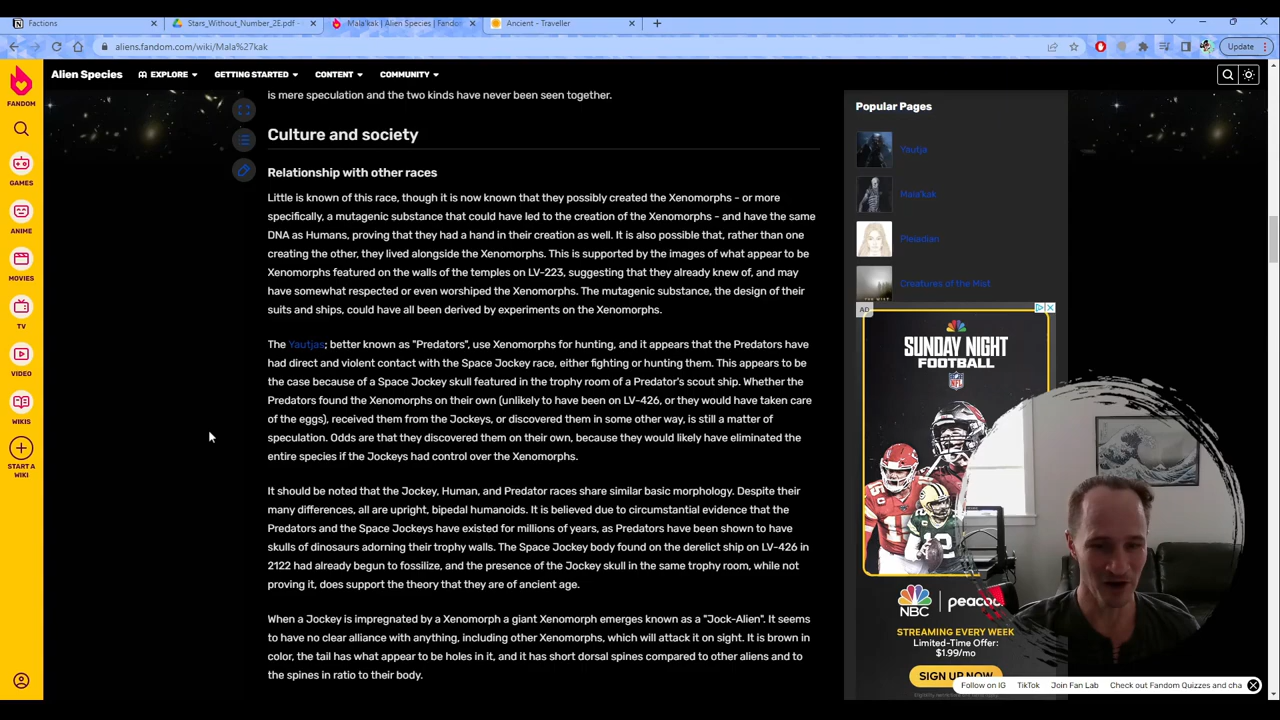 Factions
Stars_Without_Number_2E.pdf -
Mala'kak | Alien Species | Fandom
Ancient - Traveller
aliens.fandom.com/wiki/Mala%27kak
Update
Alien Species
EXPLORE
GETTING STARTED
CONTENT
COMMUNITY
FANDOM
GAMES
ANIME
MOVIES
TV
VIDEO
WIKIS
START A
WIKI
is mere speculation and the two kinds have never been seen together.
Culture and society
Relationship with other races
Little is known of this race, though it is now known that they possibly created the Xenomorphs - or more
specifically, a mutagenic substance that could have led to the creation of the Xenomorphs - and have the same
DNA as Humans, proving that they had a hand in their creation as well. It is also possible that, rather than one
creating the other, they lived alongside the Xenomorphs. This is supported by the images of what appear to be
Xenomorphs featured on the walls of the temples on LV-223, suggesting that they already knew of, and may
have somewhat respected or even worshiped the Xenomorphs. The mutagenic substance, the design of their
suits and ships, could have all been derived by experiments on the Xenomorphs.
The Yautjas; better known as "Predators", use Xenomorphs for hunting, and it appears that the Predators have
had direct and violent contact with the Space Jockey race, either fighting or hunting them. This appears to be
the case because of a Space Jockey skull featured in the trophy room of a Predator's scout ship. Whether the
Predators found the Xenomorphs on their own (unlikely to have been on LV-426, or they would have taken care
of the eggs), received them from the Jockeys, or discovered them in some other way, is still a matter of
speculation. Odds are that they discovered them on their own, because they would likely have eliminated the
entire species if the Jockeys had control over the Xenomorphs.
It should be noted that the Jockey, Human, and Predator races share similar basic morphology. Despite their
many differences, all are upright, bipedal humanoids. It is believed due to circumstantial evidence that the
Predators and the Space Jockeys have existed for millions of years, as Predators have been shown to have
skulls of dinosaurs adorning their trophy walls. The Space Jockey body found on the derelict ship on LV-426 in
2122 had already begun to fossilize, and the presence of the Jockey skull in the same trophy room, while not
proving it, does support the theory that they are of ancient age.
When a Jockey is impregnated by a Xenomorph a giant Xenomorph emerges known as a "Jock-Alien". It seems
to have no clear alliance with anything, including other Xenomorphs, which will attack it on sight. It is brown in
color, the tail has what appear to be holes in it, and it has short dorsal spines compared to other aliens and to
the spines in ratio to their body.
Popular Pages
Yautja
Mala'kak
Pleiadian
Creatures of the Mist
AD
SUNDAY NIGHT
FOOTBALL
NFL
15
12
NBC
peacock
STREAMING EVERY WEEK
Limited-Time Offer:
$1.99/mo
SIGN UP NOW
Follow on IG
TikTok
Join Fan Lab
Check out Fandom Quizzes and cha